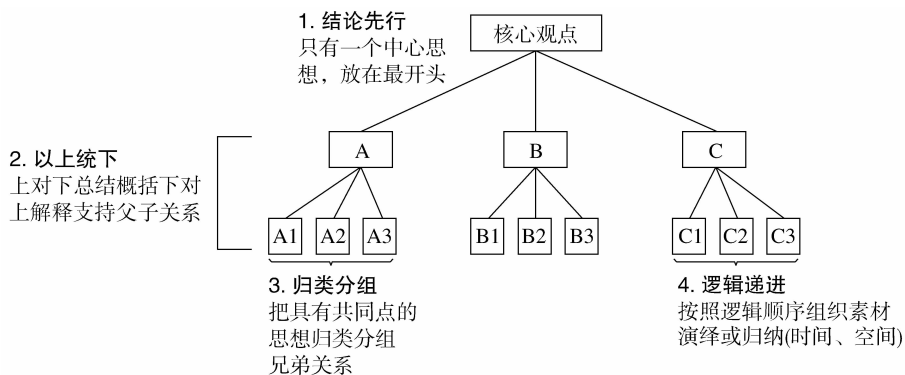 1. 结论先行
只有一个中心思
想，放在最开头
核心观点
A
B
C
2. 以上统下
上对下总结概括下对
上解释支持父子关系
A1
A2
A3
B1
B2
B3
C1
C2
C3
3. 归类分组
把具有共同点的
思想归类分组
兄弟关系
4. 逻辑递进
按照逻辑顺序组织素材
演绎或归纳(时间、空间)